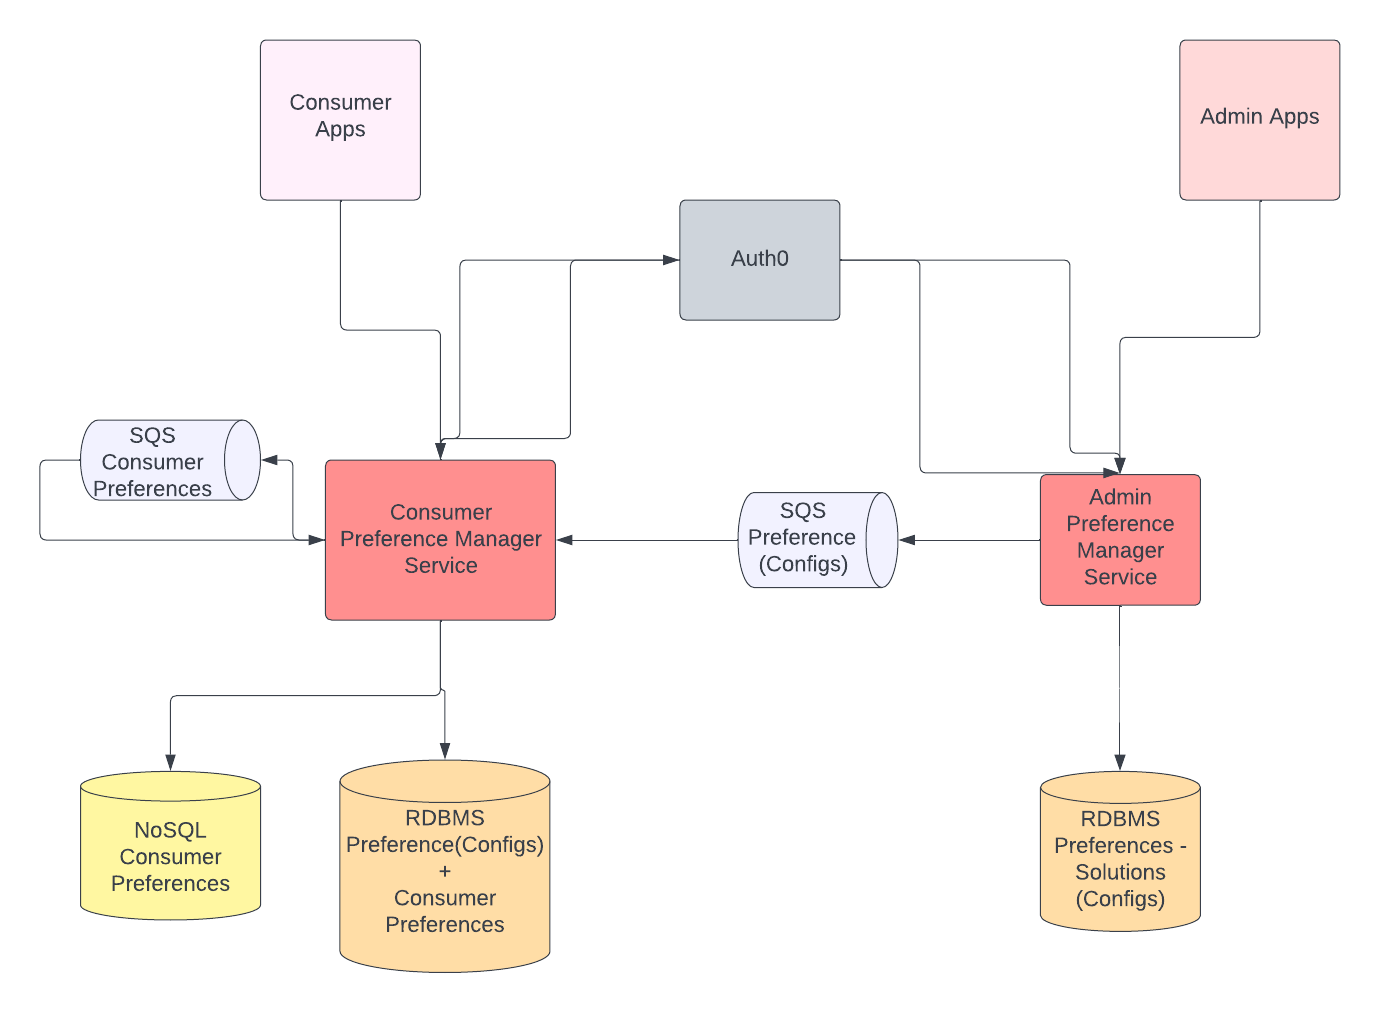 Consumer
Apps
Admin Apps
Auth0
SQS
Consumer
Preferences
Consumer
Preference Manager
Service
SQS
Preference
(Configs)
Admin
Preference
Manager
Service
NoSQL
Consumer
Preferences
RDBMS
Preference(Configs)
+
Consumer
Preferences
RDBMS
Preferences -
Solutions
(Configs)